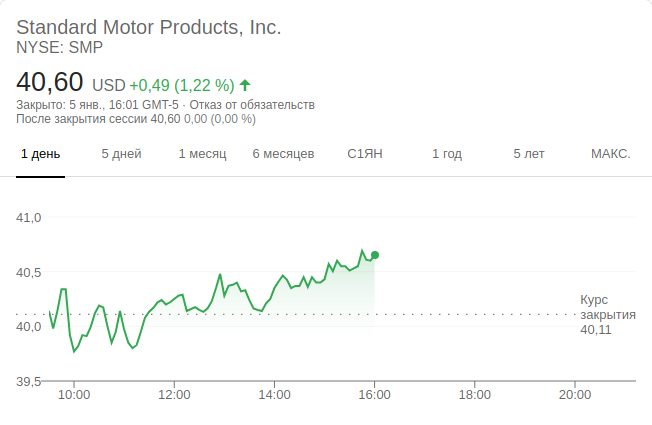 Standard Motor Products, Inc.
NYSE: SMP
40,60 USD +0,49 (1,22 %)
Закрыто: 5 янв., 16:01 GMT-5 · Отказ от обязательств
После закрытия сессии 40,60 0,00 (0,00 %)
1 день 5 дней 1 месяц 6 месяцев С1ЯН 1 год 5 лет МАКС.
41,0
40,5
Курс
закрытия
40,11
40,0
39,5
10:00 12:00 14:00 16:00 18:00 20:00